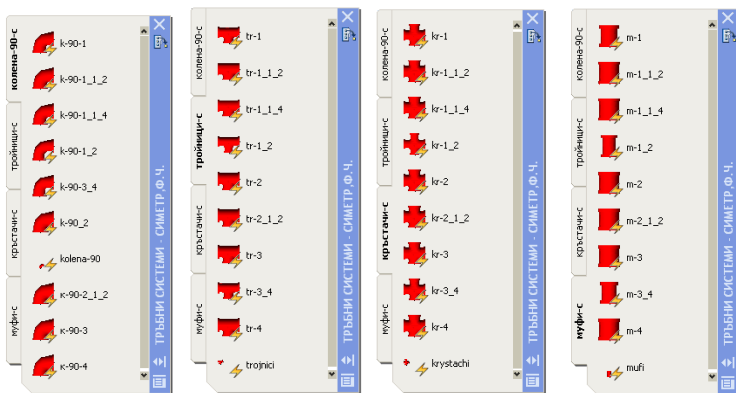 колена-90-с
тройници-с
кръстачи-с
муфи-с
k-90-1
k-90-1_1_2
k-90-1_1_4
k-90-1_2
k-90-3_4
k-90_2
kolena-90
к-90-2_1_2
к-90-3
к-90-4
ТРЪБНИ СИСТЕМИ - СИМЕТР,Ф.Ч.
колена-90-с
тройници-с
кръстачи-с
муфи-с
tr-1
tr-1_1_2
tr-1_1_4
tr-1_2
tr-2
tr-2_1_2
tr-3
tr-3_4
tr-4
trojnici
ТРЪБНИ СИСТЕМИ - СИМЕТР,Ф.Ч.
колена-90-с
тройници-с
кръстачи-с
муфи-с
kr-1
kr-1_1_2
kr-1_1_4
kr-1_2
kr-2
kr-2_1_2
kr-3
kr-3_4
kr-4
krystachi
ТРЪБНИ СИСТЕМИ - СИМЕТР,Ф.Ч.
колена-90-с
тройници-с
кръстачи-с
муфи-с
m-1
m-1_1_2
m-1_1_4
m-1_2
m-2
m-2_1_2
m-3
m-3_4
m-4
mufi
ТРЪБНИ СИСТЕМИ - СИМЕТР,Ф.Ч.